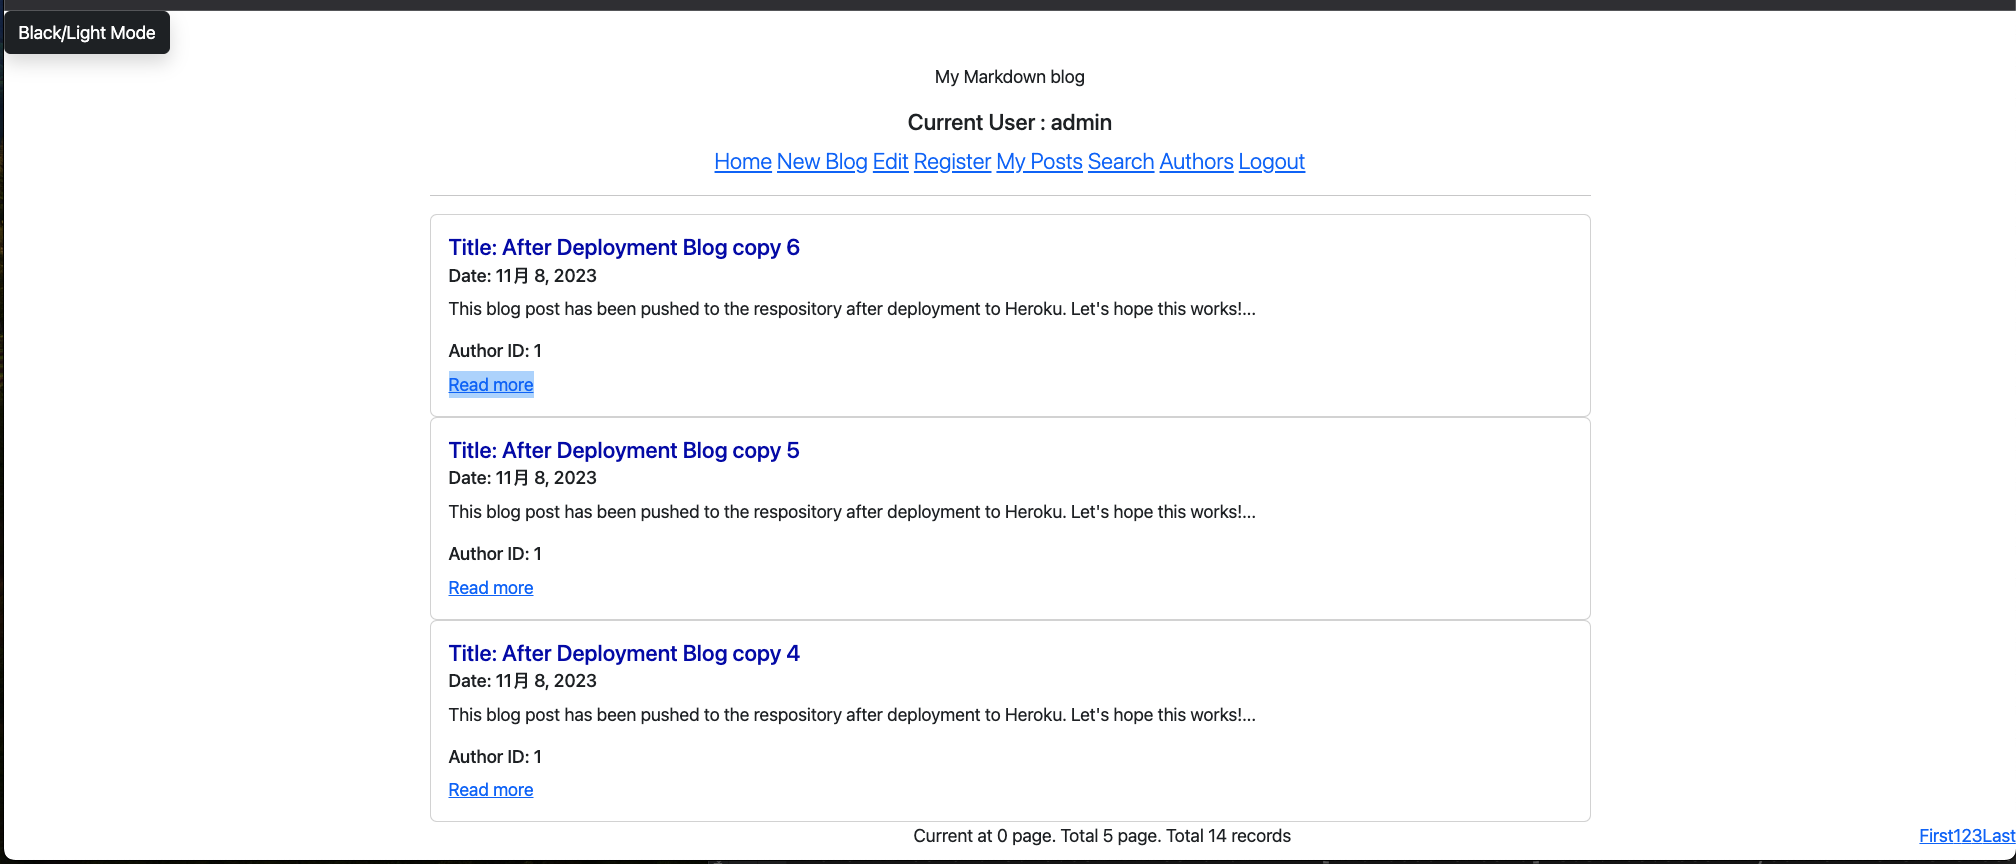 Black/Light Mode
My Markdown blog
Current User : admin
Home New Blog Edit Register My Posts Search Authors Logout
Title: After Deployment Blog copy 6
Date: 11月 8, 2023
This blog post has been pushed to the respository after deployment to Heroku. Let's hope this works!...
Author ID: 1
Read more
Title: After Deployment Blog copy 5
Date: 11月 8, 2023
This blog post has been pushed to the respository after deployment to Heroku. Let's hope this works!...
Author ID: 1
Read more
Title: After Deployment Blog copy 4
Date: 11月 8, 2023
This blog post has been pushed to the respository after deployment to Heroku. Let's hope this works!...
Author ID: 1
Read more
Current at 0 page. Total 5 page. Total 14 records
First123Last